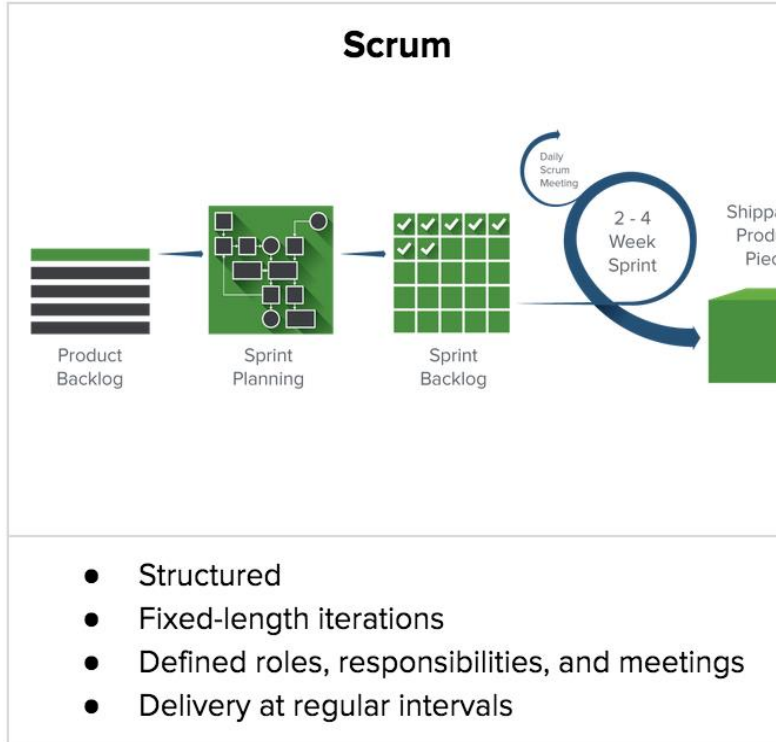 Scrum
Daily
Scrum
Meeting
2 - 4
Week
Sprint
Product
Backlog
Sprint
Planning
Sprint
Backlog
● Structured
● Fixed-length iterations
● Defined roles, responsibilities, and meetings
● Delivery at regular intervals